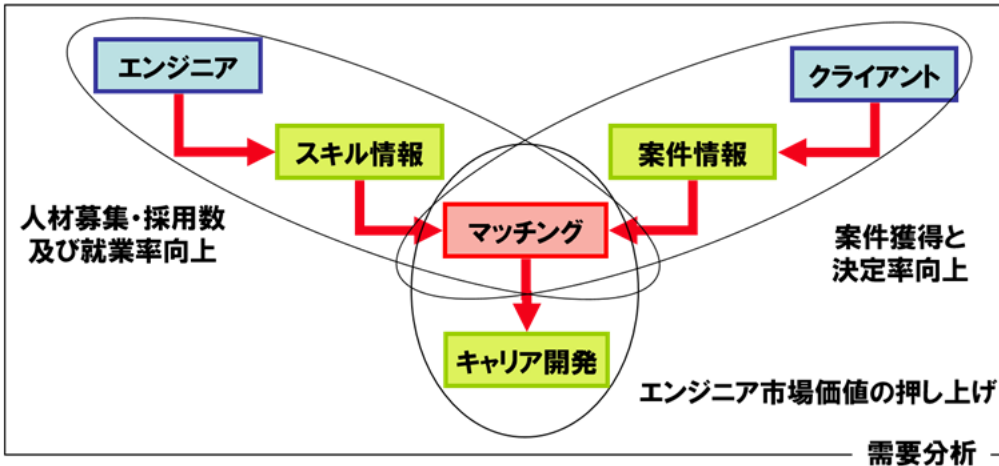 エンジニア
クライアント
スキル情報
案件情報
人材募集・採用数
及び就業率向上
マッチング
案件獲得と
決定率向上
キャリア開発
エンジニア市場価値の押し上げ
需要分析